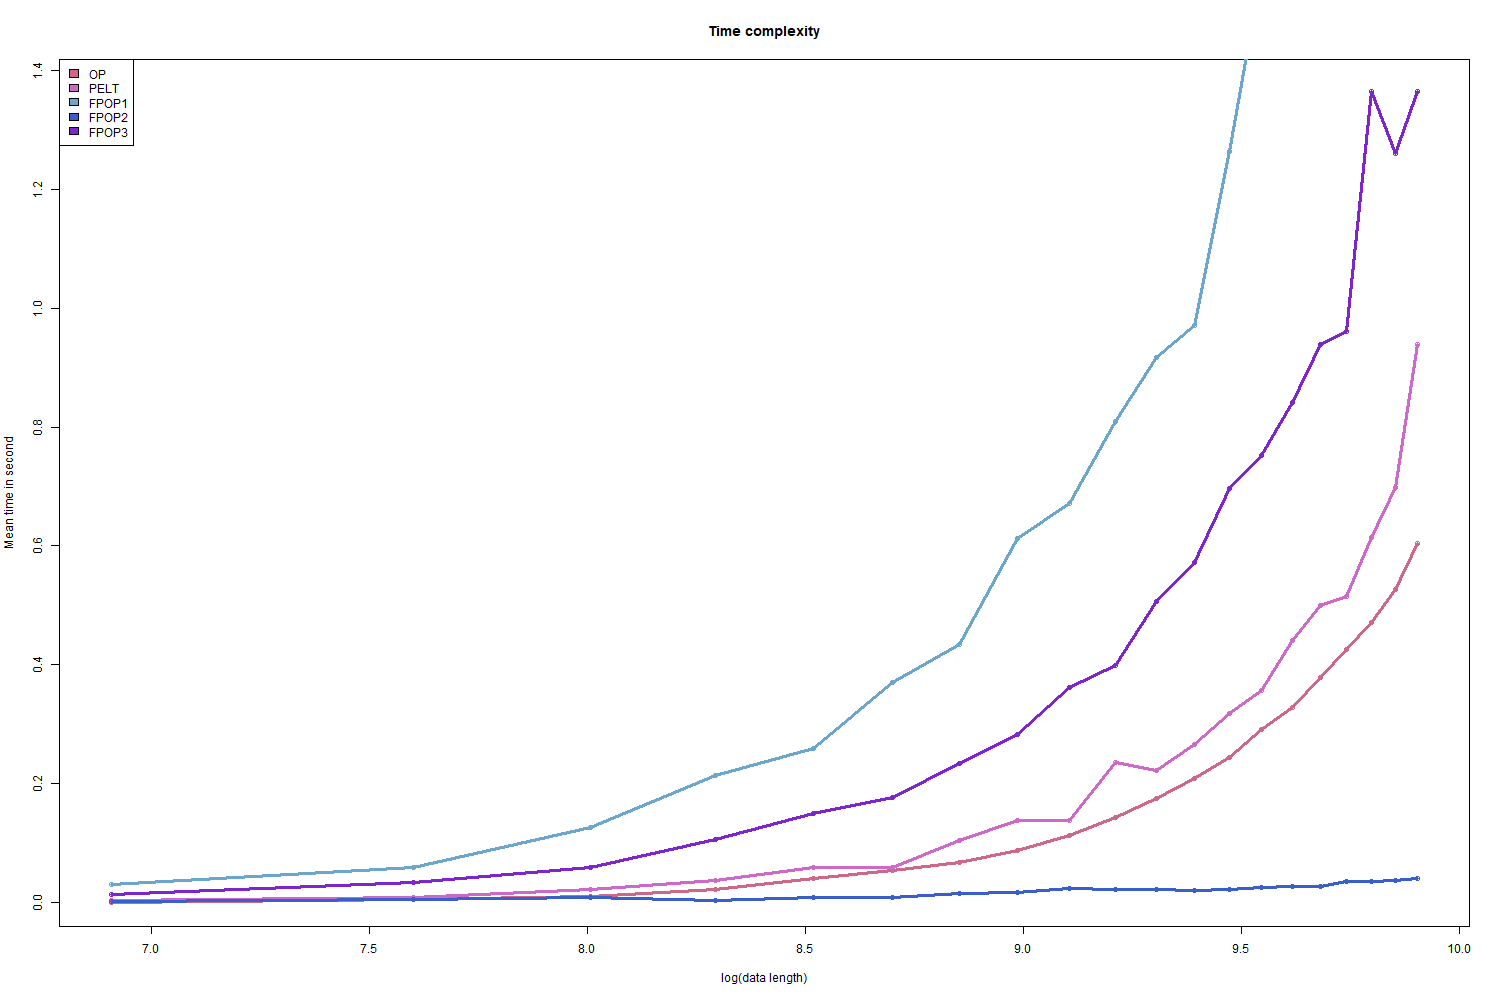 Time complexity
OP
PELT
FPOP1
FPOP2
FPOP3
Mean time in second
1.4
1.2
1.0
0.8
0.6
0.4
0.2
0.0
7.0 7.5 8.0 8.5 9.0 9.5 10.0
log(data length)